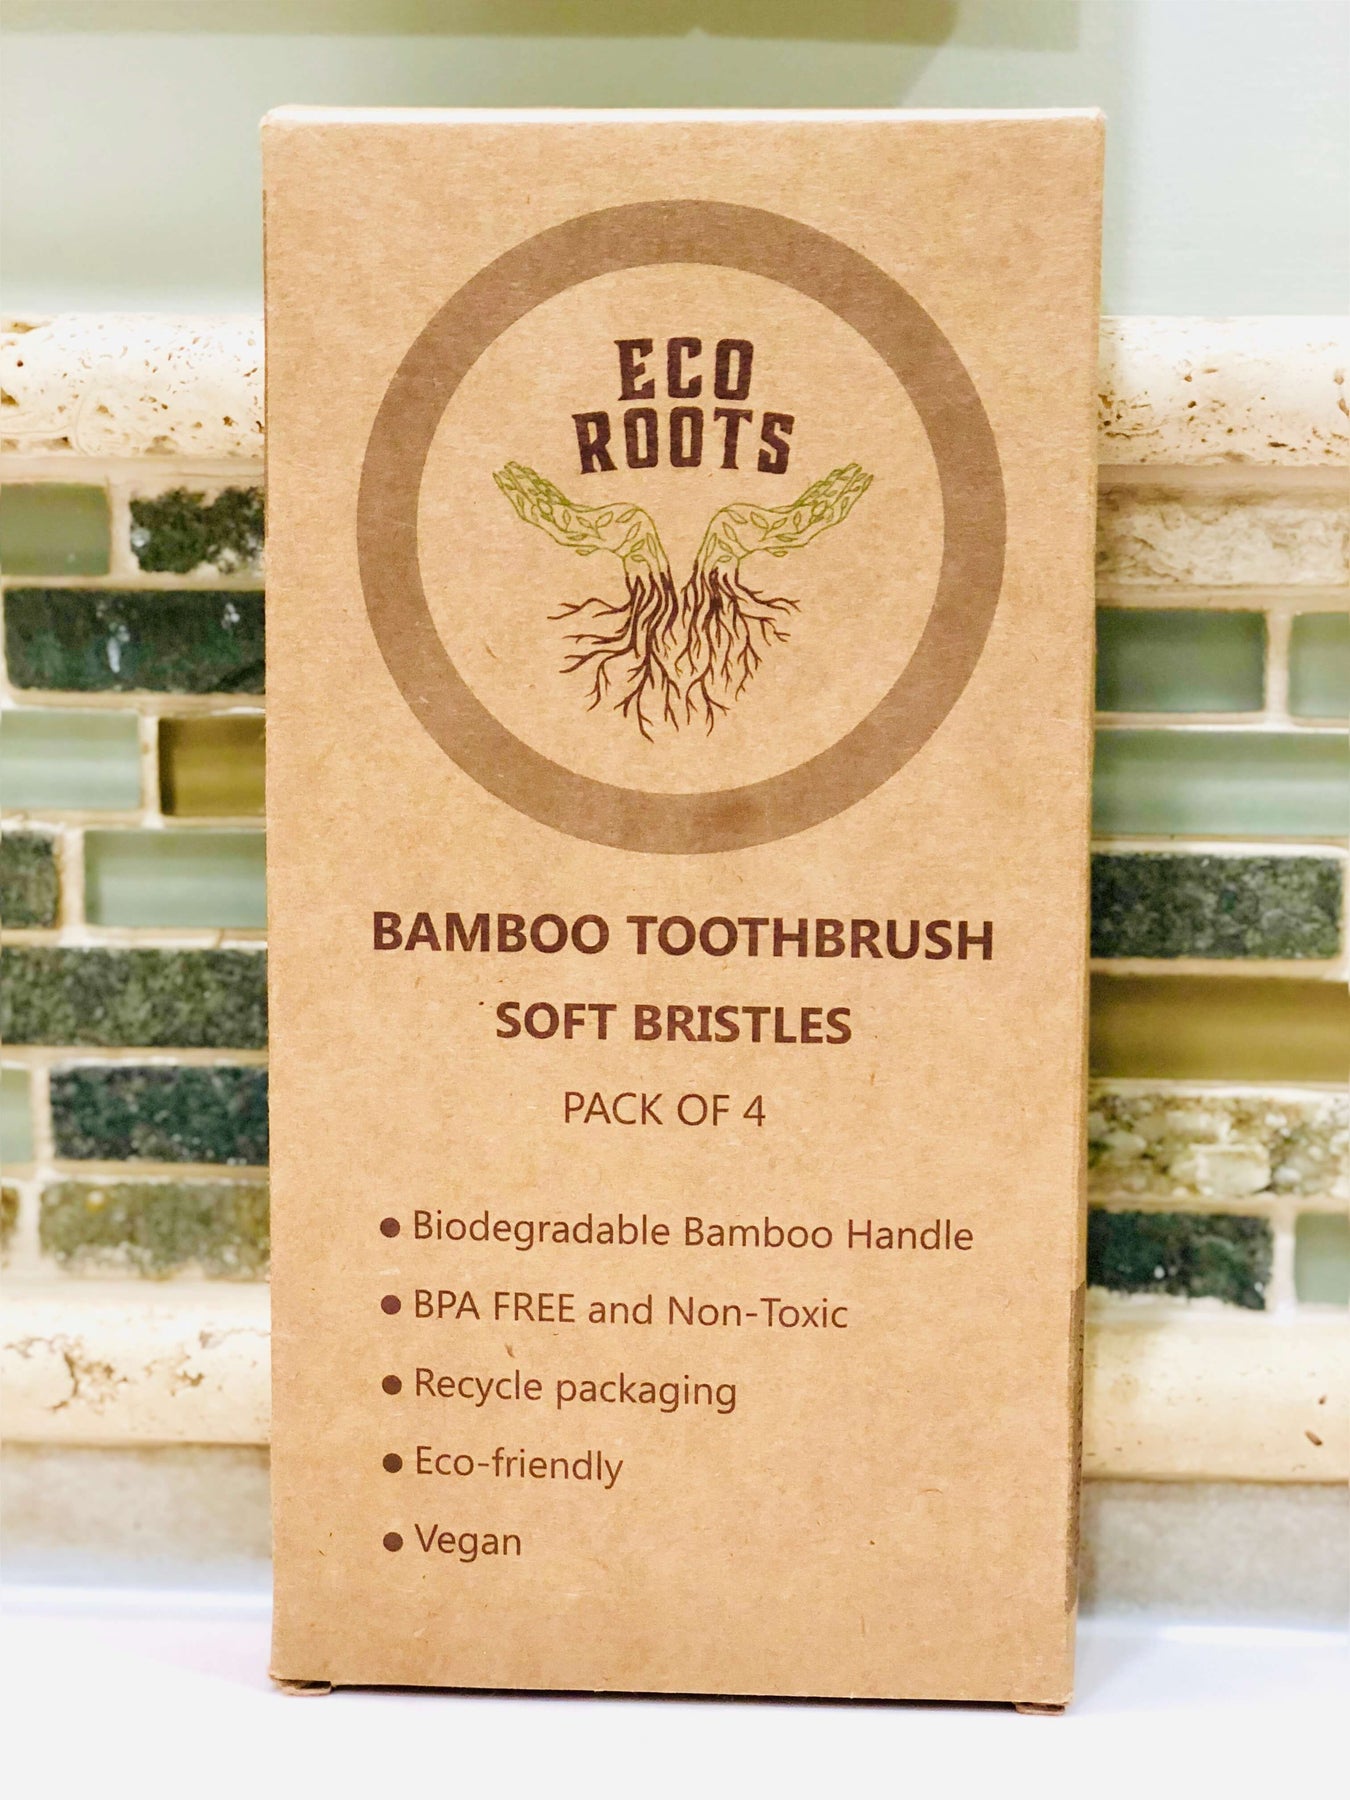 ECO
ROOTS
BAMBOO TOOTHBRUSH
SOFT BRISTLES
PACK OF 4
● Biodegradable Bamboo Handle
● BPA FREE and Non-Toxic
● Recycle packaging
● Eco-friendly
● Vegan